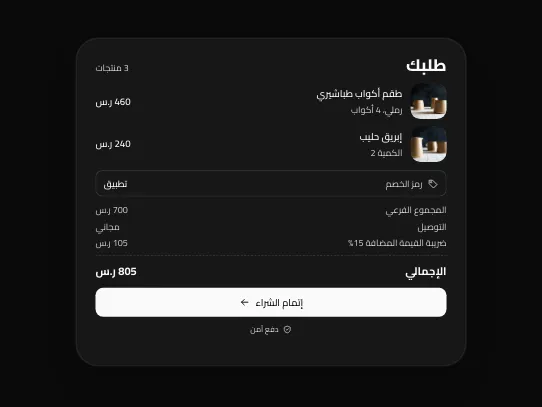 طلبك
3 منتجات
طقم أكواب طباشيري
460 ر.س
رملي، 4 أكواب
إبريق حليب
240 ر.س
الكمية 2
رمز الخصم
تطبيق
المجموع الفرعي
700 ر.س
التوصيل
مجاني
ضريبة القيمة المضافة 15%
105 ر.س
الإجمالي
805 ر.س
إتمام الشراء
دفع آمن